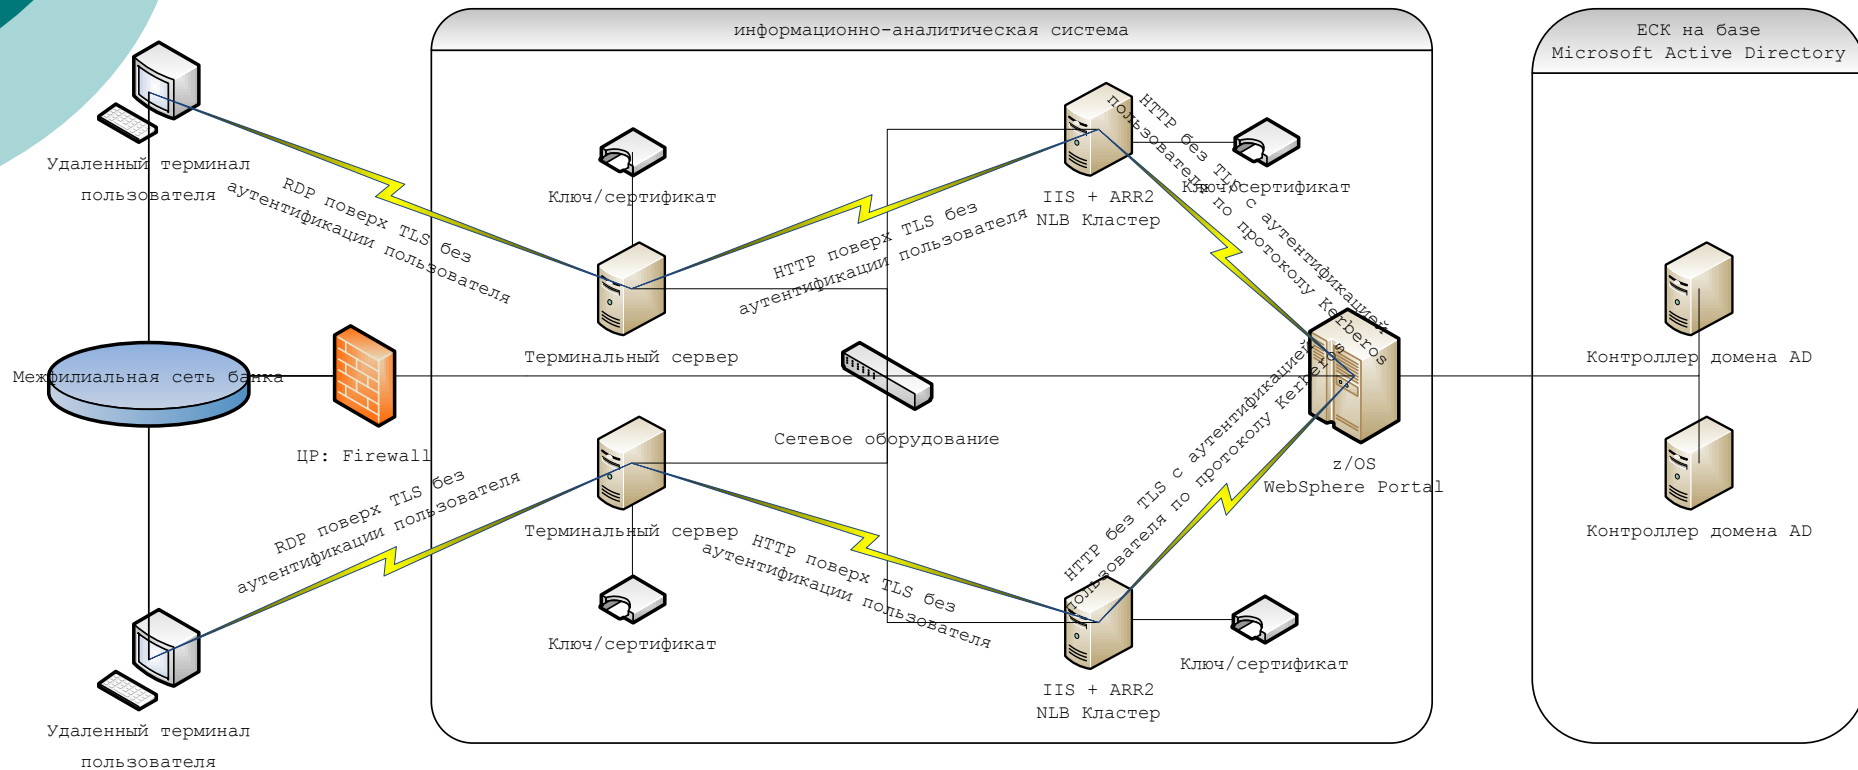 информационно-аналитическая система
ЕСК на базе
Microsoft Active Directory
Удаленный терминал
пользователя
RDP поверх TLS без
аутентификации пользователя
Ключ/сертификат
HTTP поверх TLS без
аутентификации пользователя
IIS + ARR2
NLB Кластер
Ключ/сертификат
HTTP без TLS с аутентификацией
пользователя по протоколу Kerberos
Терминальный сервер
Контроллер домена AD
Межфилиальная сеть банка
ЦР: Firewall
Сетевое оборудование
z/OS
WebSphere Portal
RDP поверх TLS без
аутентификации пользователя
Терминальный сервер
HTTP поверх TLS без
аутентификации пользователя
HTTP без TLS с аутентификацией
пользователя по протоколу Kerberos
Контроллер домена AD
Ключ/сертификат
Ключ/сертификат
IIS + ARR2
NLB Кластер
Удаленный терминал
пользователя